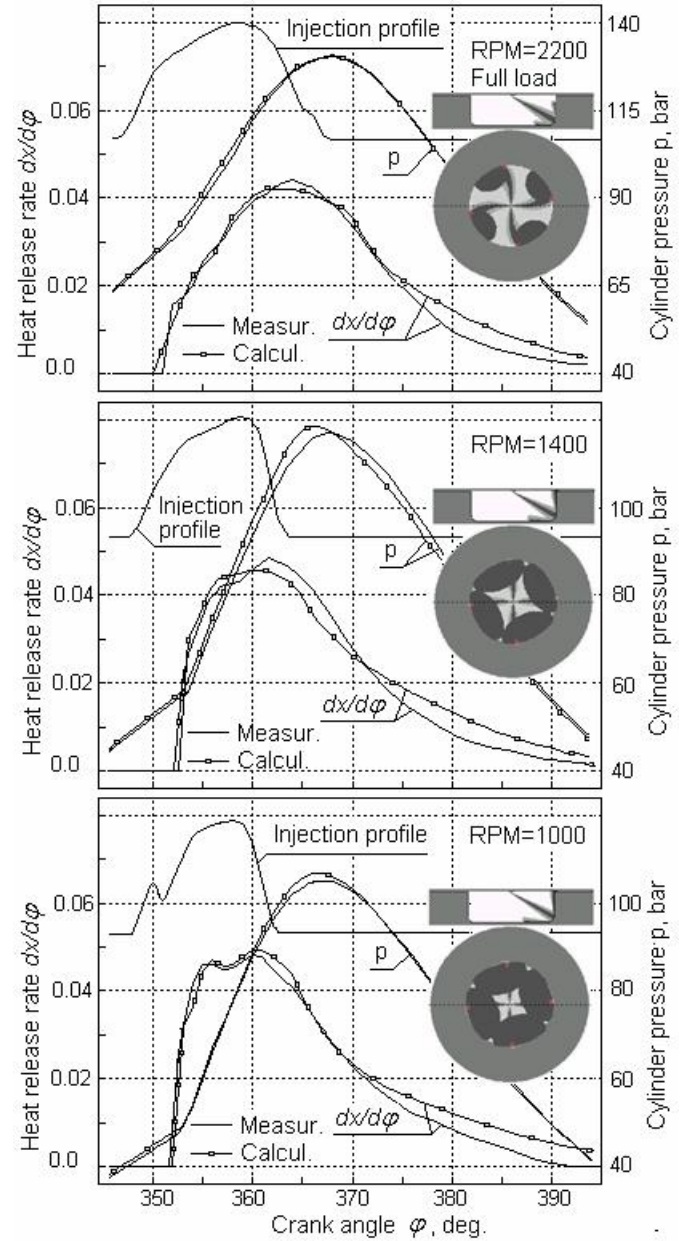 Injection profile
RPM=2200
Full load
140
115
90
65
40
Cylinder pressure p, bar
0.06
0.04
0.02
0.0
Heat release rate dx/dφ
p
Measur.
Calcul.
dx/dφ
RPM=1400
Injection
profile
100
80
60
40
Cylinder pressure p, bar
0.06
0.04
0.02
0.0
Heat release rate dx/dφ
p
dx/dφ
Measur.
Calcul.
Injection profile
RPM=1000
100
80
60
40
Cylinder pressure p, bar
0.06
0.04
0.02
0.0
Heat release rate dx/dφ
p
Measur.
Calcul.
dx/dφ
350 360 370 380 390
Crank angle φ, deg.